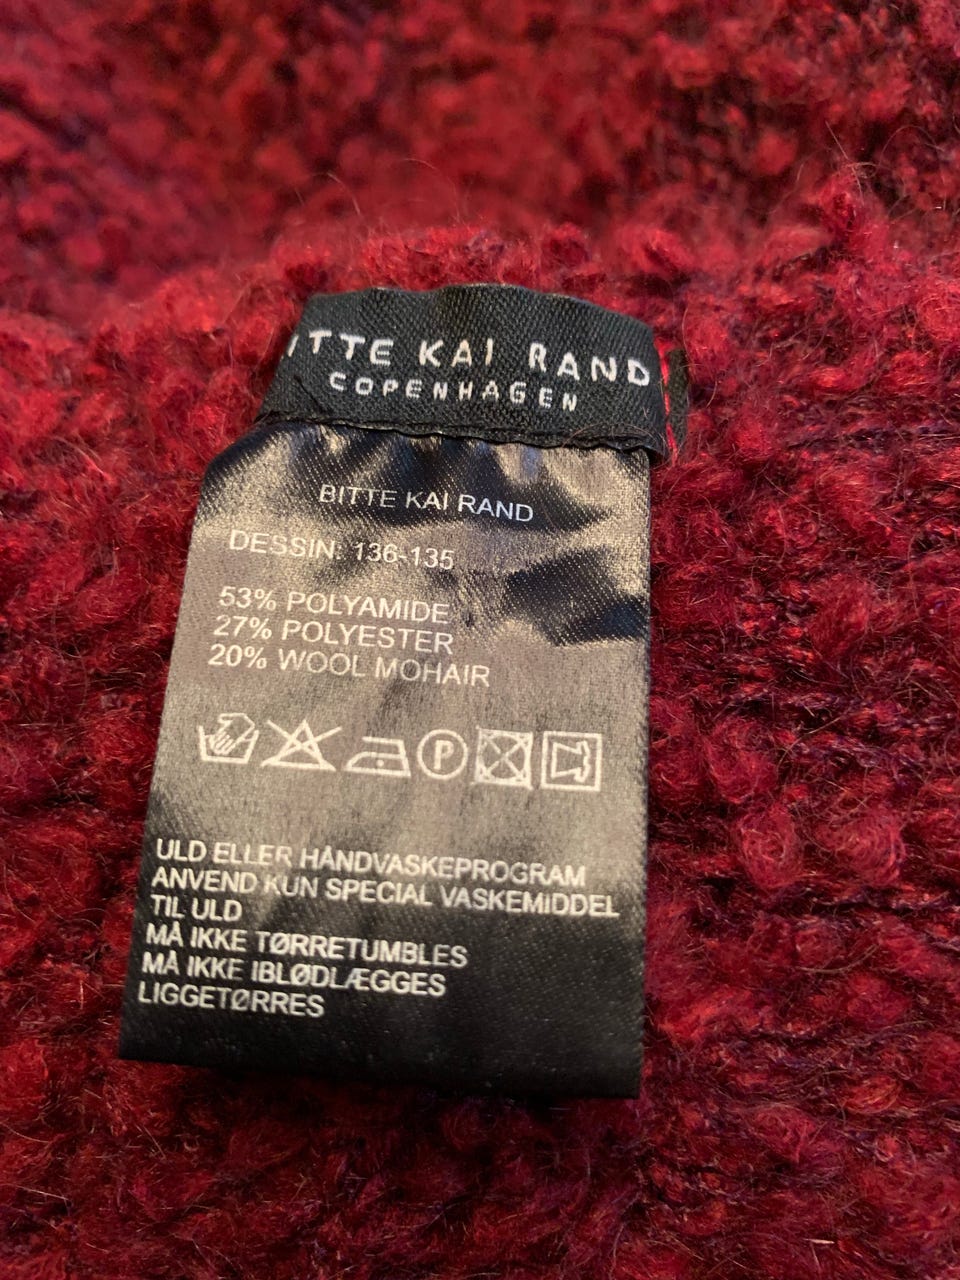 ITTE KAI RAND
COPENHAGEN
BITTE KAI RAND
DESSIN: 136-135
53% POLYAMIDE
27% POLYESTER
20% WOOL MOHAIR
P
ULD ELLER HÅNDVASKEPROGRAM
ANVEND KUN SPECIAL VASKEMIDDEL
TIL ULD
MÅ IKKE TØRRETUMBLES
MÅ IKKE IBLØDLÆGGES
LIGGETØRRES